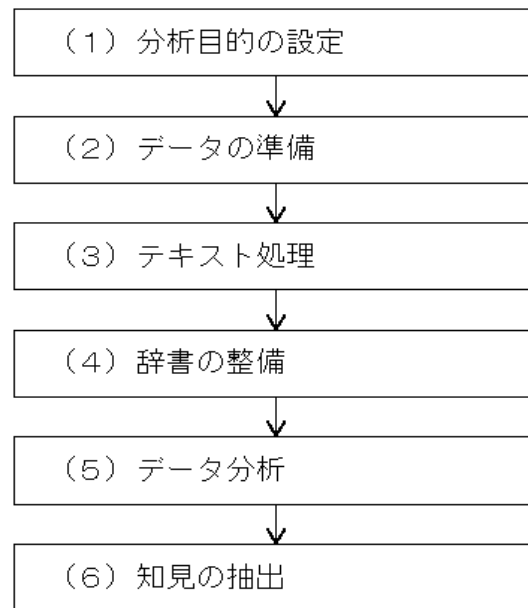 （１）分析目的の設定
（２）データの準備
（３）テキスト処理
（４）辞書の整備
（５）データ分析
（６）知見の抽出